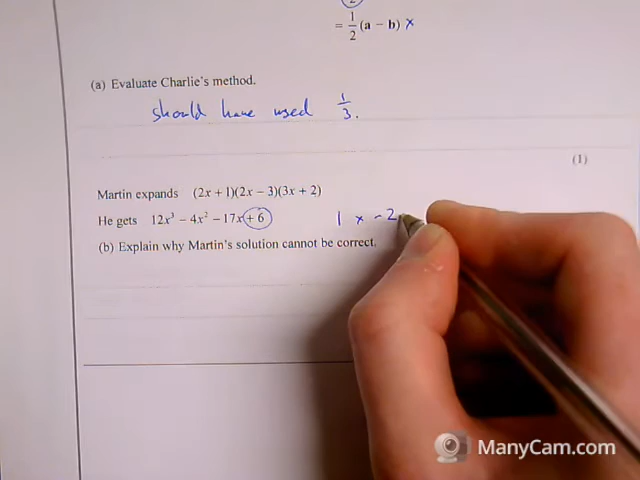 = 1/2 (a − b) ×
(a) Evaluate Charlie's method.
should have used 1/3.
(1)
Martin expands (2x + 1)(2x − 3)(3x + 2)
He gets 12x³ − 4x² − 17x + 6
1 × -2
(b) Explain why Martin's solution cannot be correct.
ManyCam.com